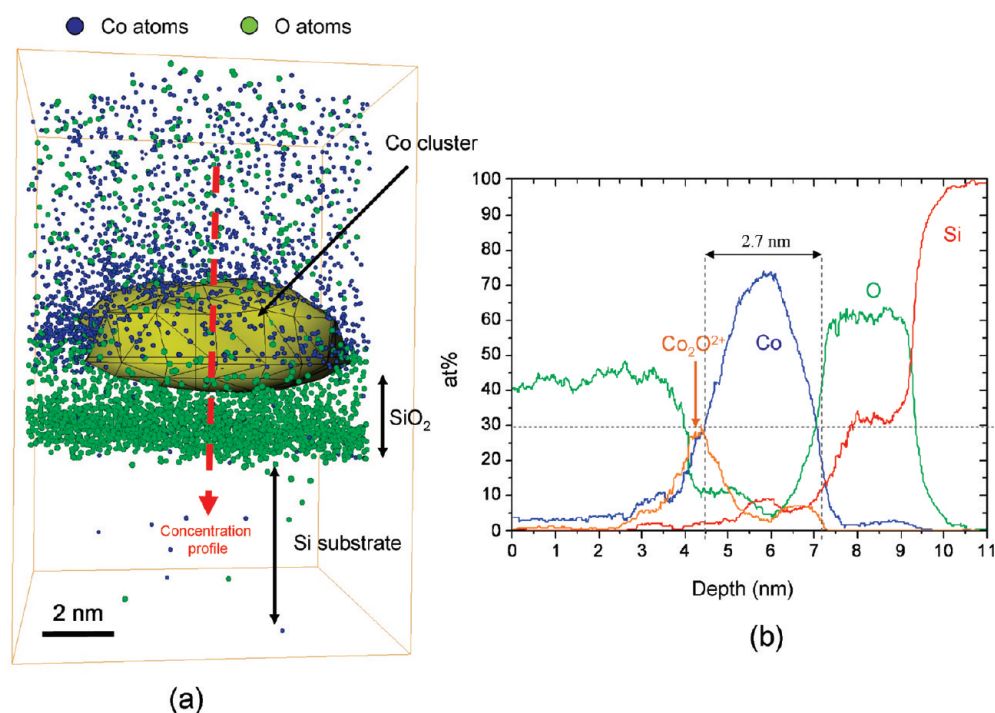 Co atoms O atoms
Co cluster
SiO2
Concentration
profile
Si substrate
2 nm
(a)
100
90
80
70
60
50
40
30
20
10
0
at%
2.7 nm
Si
O
Co2O2+
Co
0 1 2 3 4 5 6 7 8 9 10 11
Depth (nm)
(b)